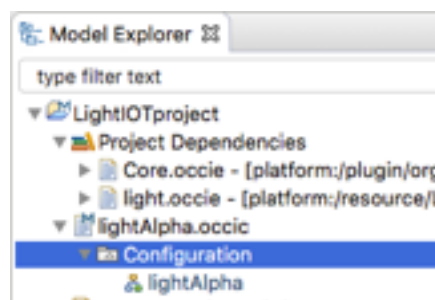 Model Explorer
type filter text
LightIOTproject
Project Dependencies
Core.occie - [platform:/plugin/org
light.occie - [platform:/resource/l
lightAlpha.occic
Configuration
lightAlpha